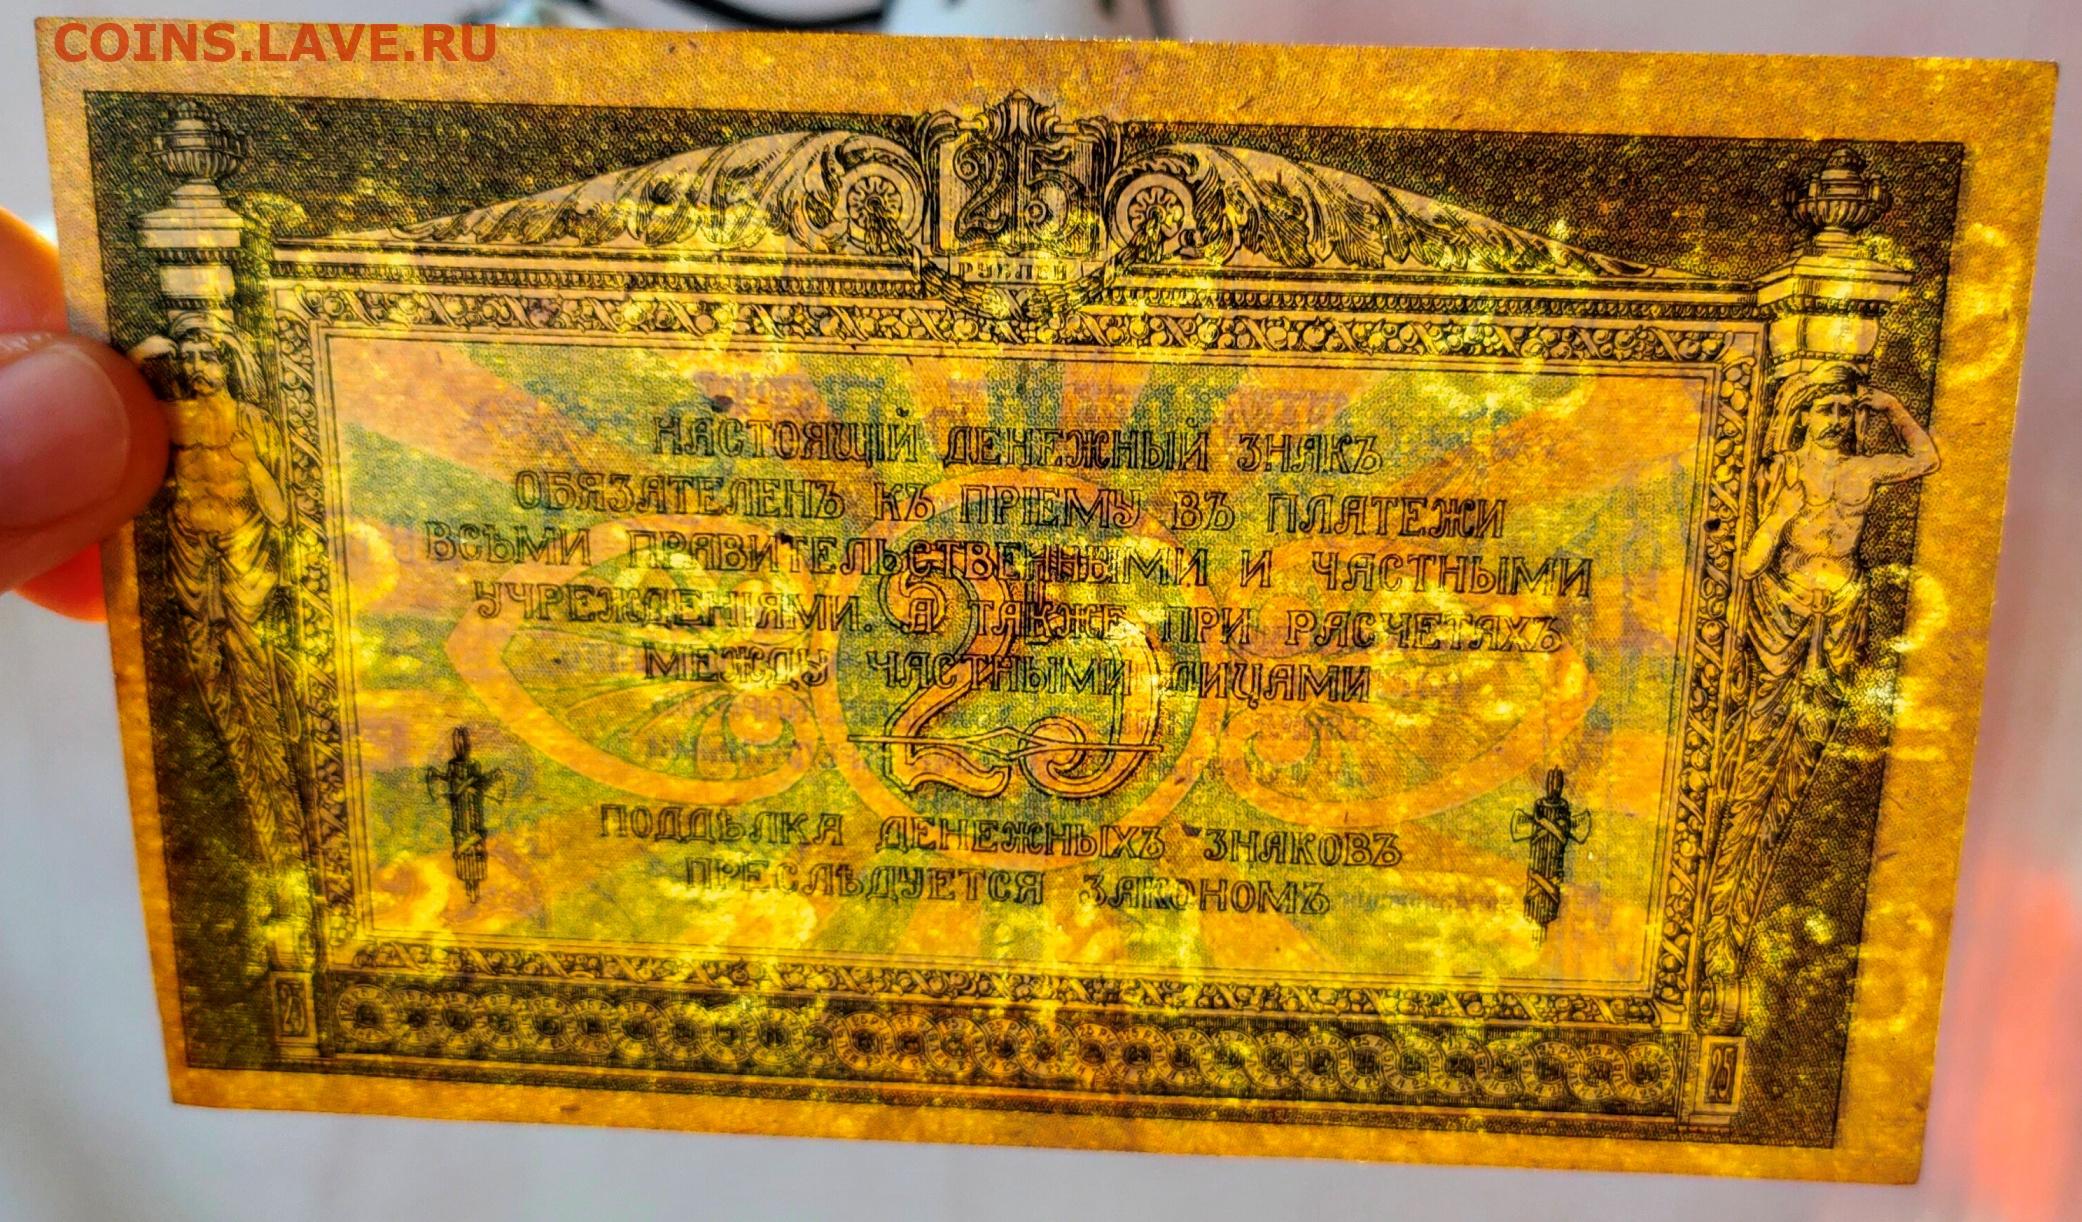 COINS.LAVE.RU
25
РУБЛЕЙ
НАСТОЯЩІЙ ДЕНЕЖНЫЙ ЗНАКЪ
ОБЯЗАТЕЛЕНЪ КЪ ПРІЕМУ ВЪ ПЛАТЕЖИ
ВСѢМИ ПРАВИТЕЛЬСТВЕННЫМИ И ЧАСТНЫМИ
УЧРЕЖДЕНІЯМИ. А ТАКЖЕ ПРИ РАСЧЕТАХЪ
МЕЖДУ ЧАСТНЫМИ ЛИЦАМИ
25
ПОДДѢЛКА ДЕНЕЖНЫХЪ ЗНАКОВЪ
ПРЕСЛѢДУЕТСЯ ЗАКОНОМЪ
25
25